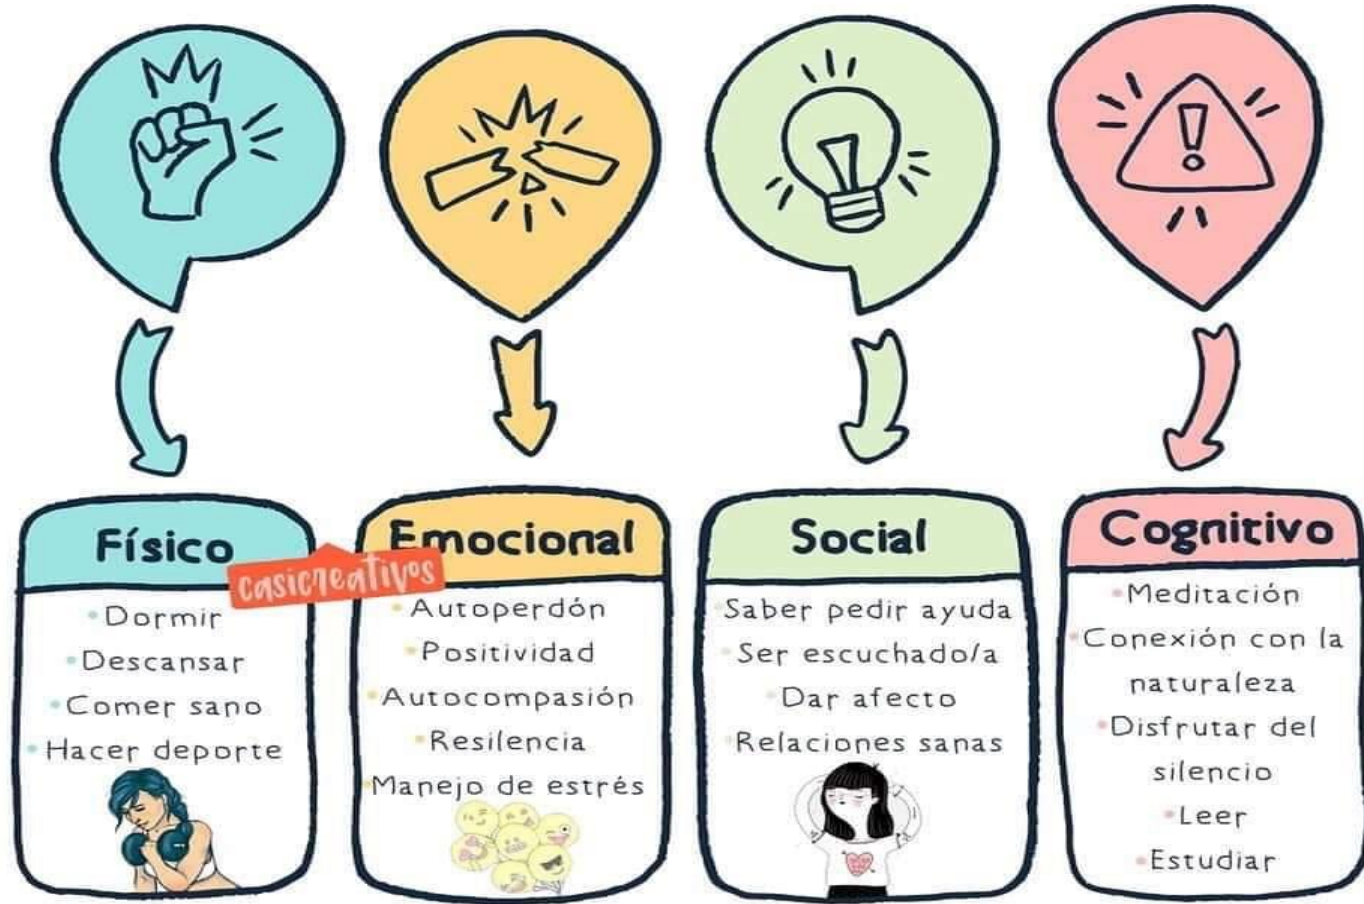 Físico
Dormir
Descansar
Comer sano
Hacer deporte
casicreativos
Emocional
Autoperdón
Positividad
Autocompasión
Resilencia
Manejo de estrés
Social
Saber pedir ayuda
Ser escuchado/a
Dar afecto
Relaciones sanas
Cognitivo
Meditación
Conexión con la
naturaleza
Disfrutar del
silencio
Leer
Estudiar